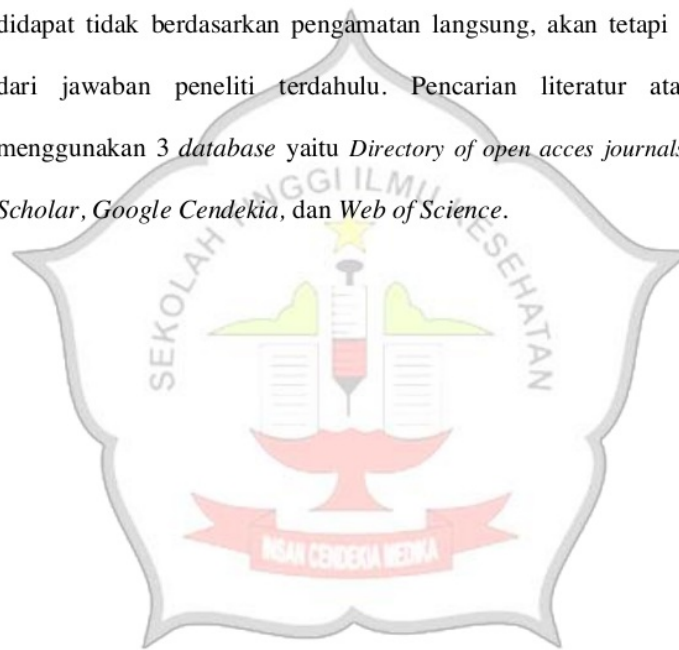 didapat tidak berdasarkan pengamatan langsung, akan tetapi
dari jawaban peneliti terdahulu. Pencarian literatur ata
menggunakan 3 database yaitu Directory of open acces journals
Scholar, Google Cendekia, dan Web of Science.
SEKOLAH TINGGI ILMU KESEHATAN
INSAN CENDEKIA MEDIKA